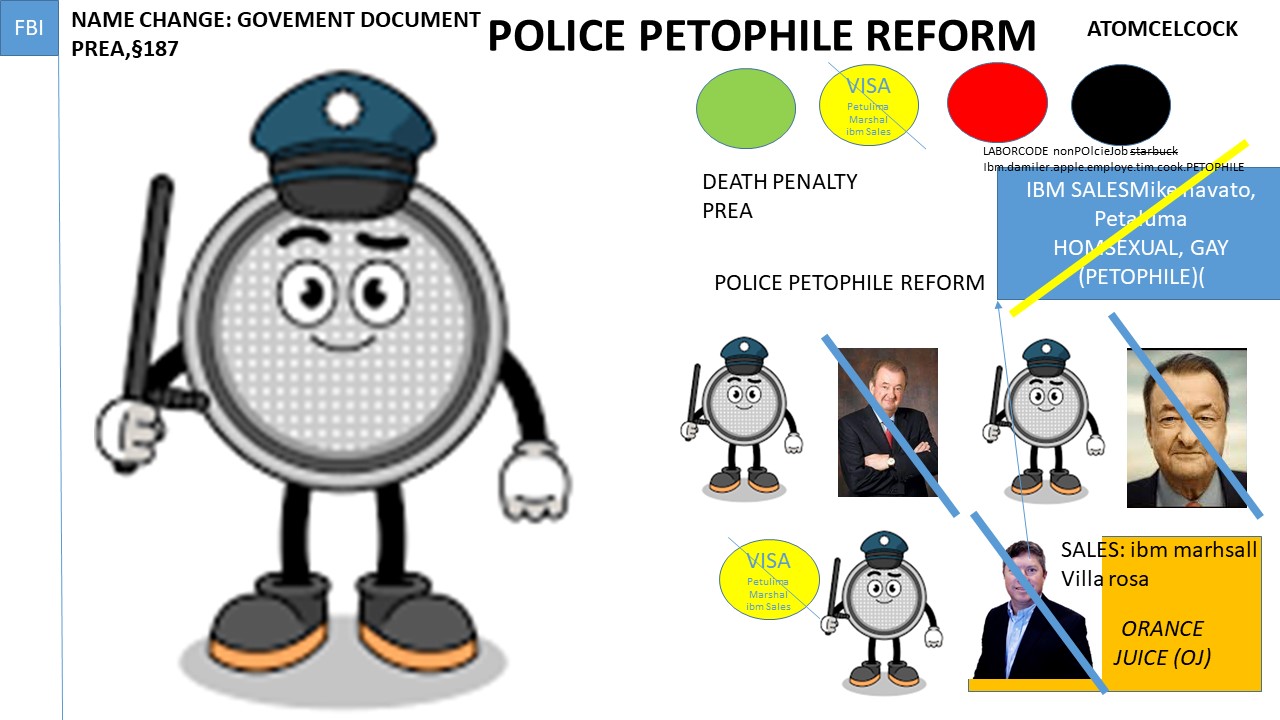 FBI
NAME CHANGE: GOVEMENT DOCUMENT
PREA,§187
POLICE PETOPHILE REFORM
ATOMCELCOCK
VISA
Petulima
Marshal
ibm Sales
LABORCODE nonPOlcieJob starbuck
Ibm.damiler.apple.employe.tim.cook.PETOPHILE
DEATH PENALTY
PREA
IBM SALESMike navato,
Petaluma
HOMSEXUAL, GAY
(PETOPHILE)(
POLICE PETOPHILE REFORM
VISA
Petulima
Marshal
ibm Sales
SALES: ibm marhsall
Villa rosa
ORANCE
JUICE (OJ)